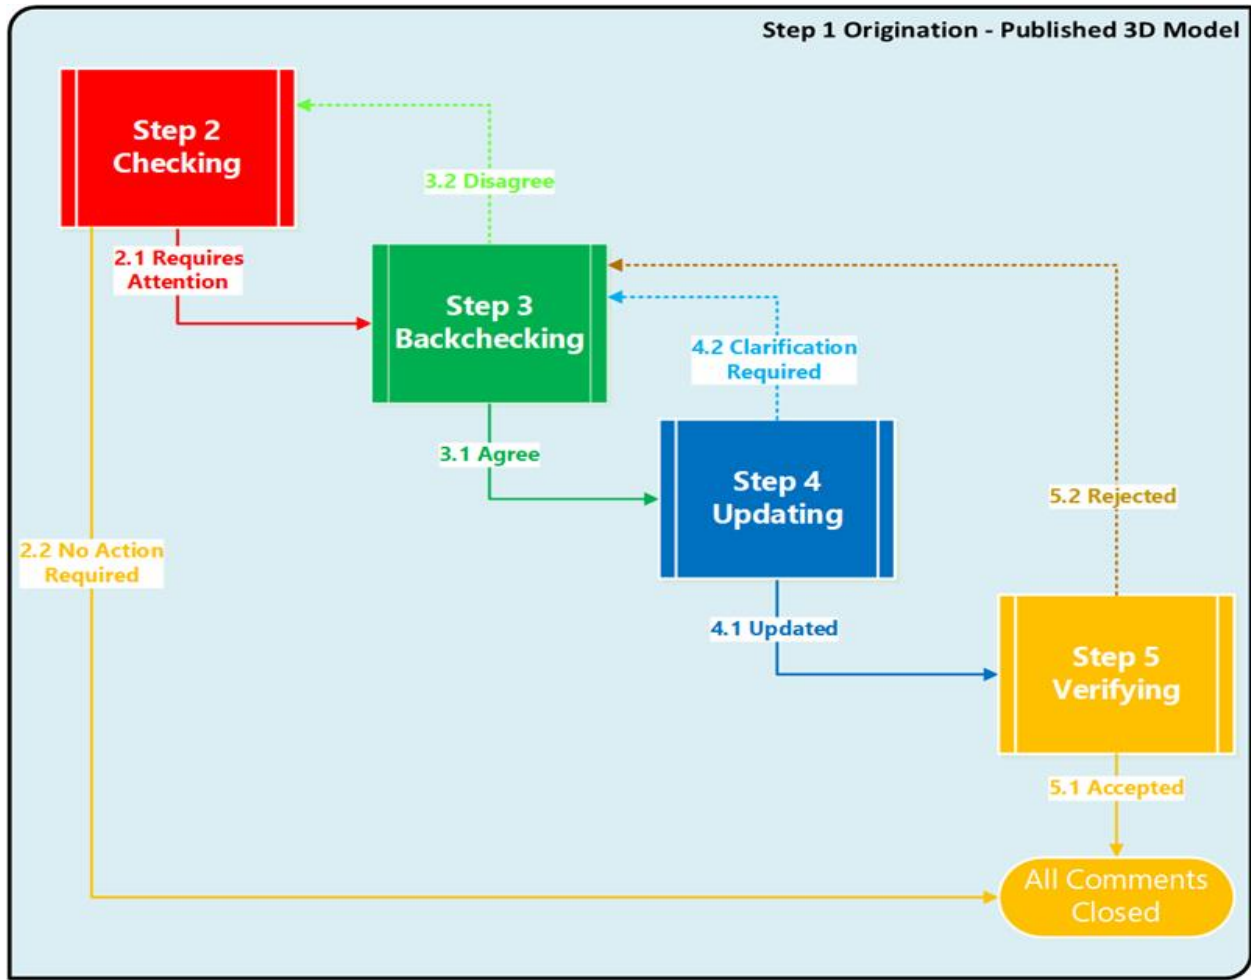 Step 1 Origination - Published 3D Model
Step 2
Checking
3.2 Disagree
2.1 Requires
Attention
Step 3
Backchecking
4.2 Clarification
Required
3.1 Agree
Step 4
Updating
5.2 Rejected
2.2 No Action
Required
4.1 Updated
Step 5
Verifying
5.1 Accepted
All Comments
Closed